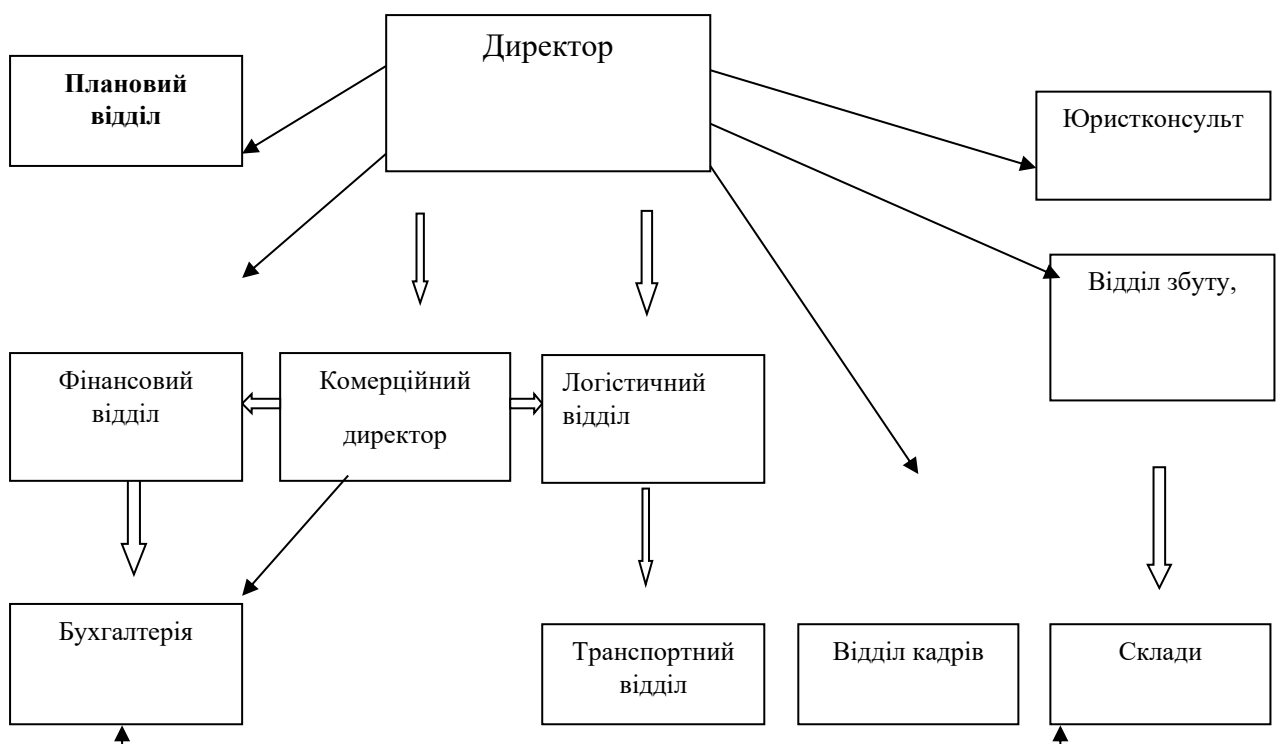 Директор
Плановий
відділ
Юристконсульт
Відділ збуту,
Фінансовий
відділ
Комерційний
директор
Логістичний
відділ
Бухгалтерія
Транспортний
відділ
Відділ кадрів
Склади